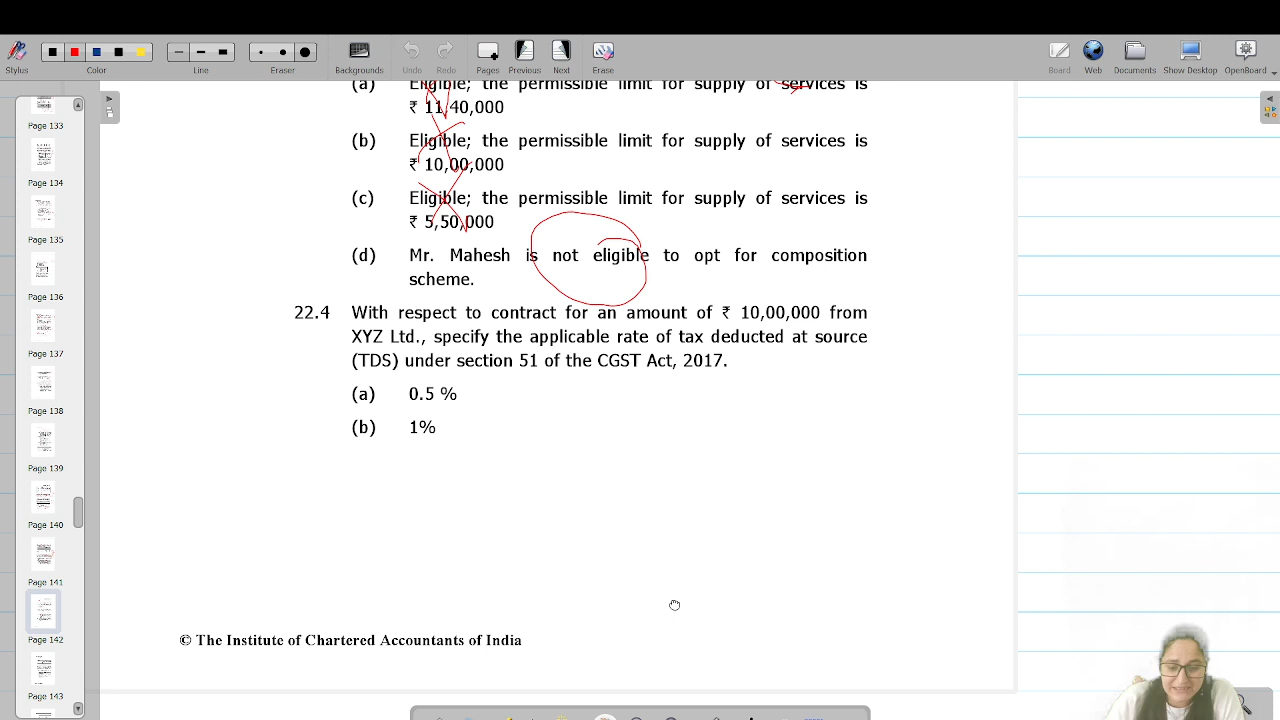 Stylus
Color
Line
Eraser
Backgrounds
Undo
Redo
Pages
Previous
Next
Erase
Board
Web
Documents
Show Desktop
OpenBoard
Page 133
Page 134
Page 135
Page 136
Page 137
Page 138
Page 139
Page 140
Page 141
Page 142
Page 143
(a) Eligible; the permissible limit for supply of services is
₹ 11,40,000
(b) Eligible; the permissible limit for supply of services is
₹ 10,00,000
(c) Eligible; the permissible limit for supply of services is
₹ 5,50,000
(d) Mr. Mahesh is not eligible to opt for composition
scheme.
22.4 With respect to contract for an amount of ₹ 10,00,000 from
XYZ Ltd., specify the applicable rate of tax deducted at source
(TDS) under section 51 of the CGST Act, 2017.
(a) 0.5 %
(b) 1%
© The Institute of Chartered Accountants of India